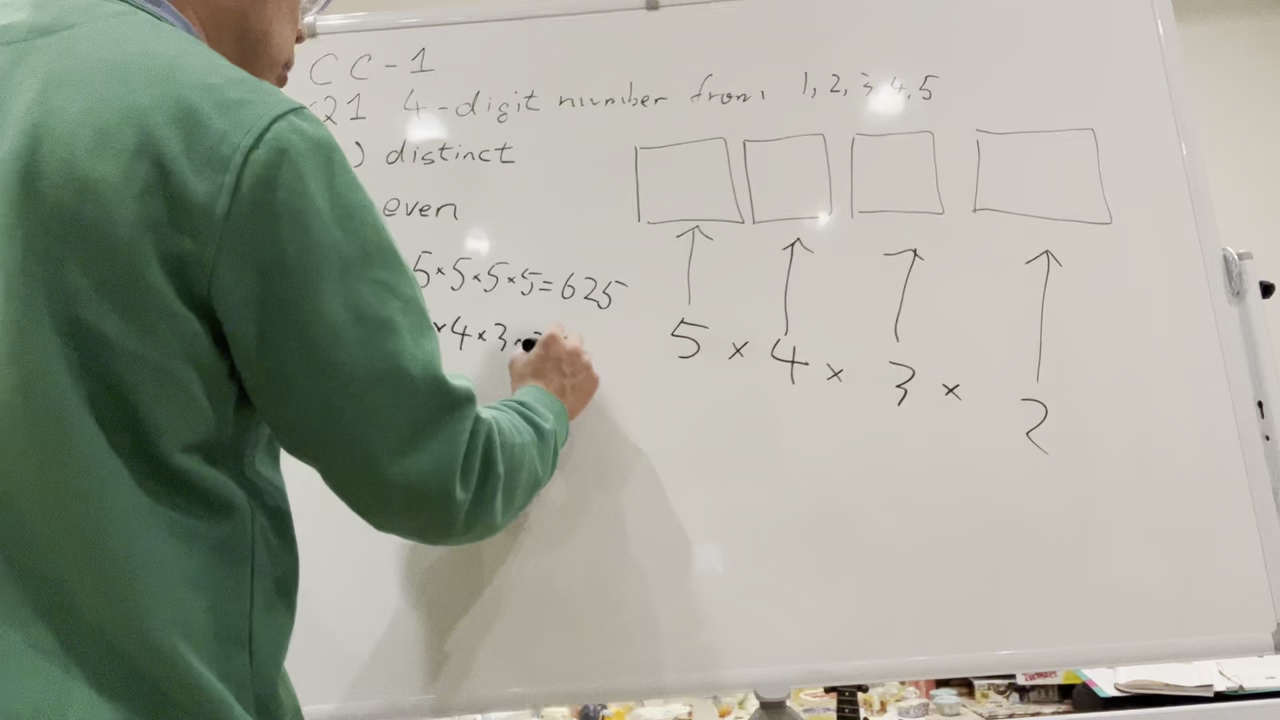 CC-1
21 4-digit number from: 1, 2, 3, 4, 5
) distinct
even
5×5×5×5=625
×4×3
5 × 4 × 3 × 2